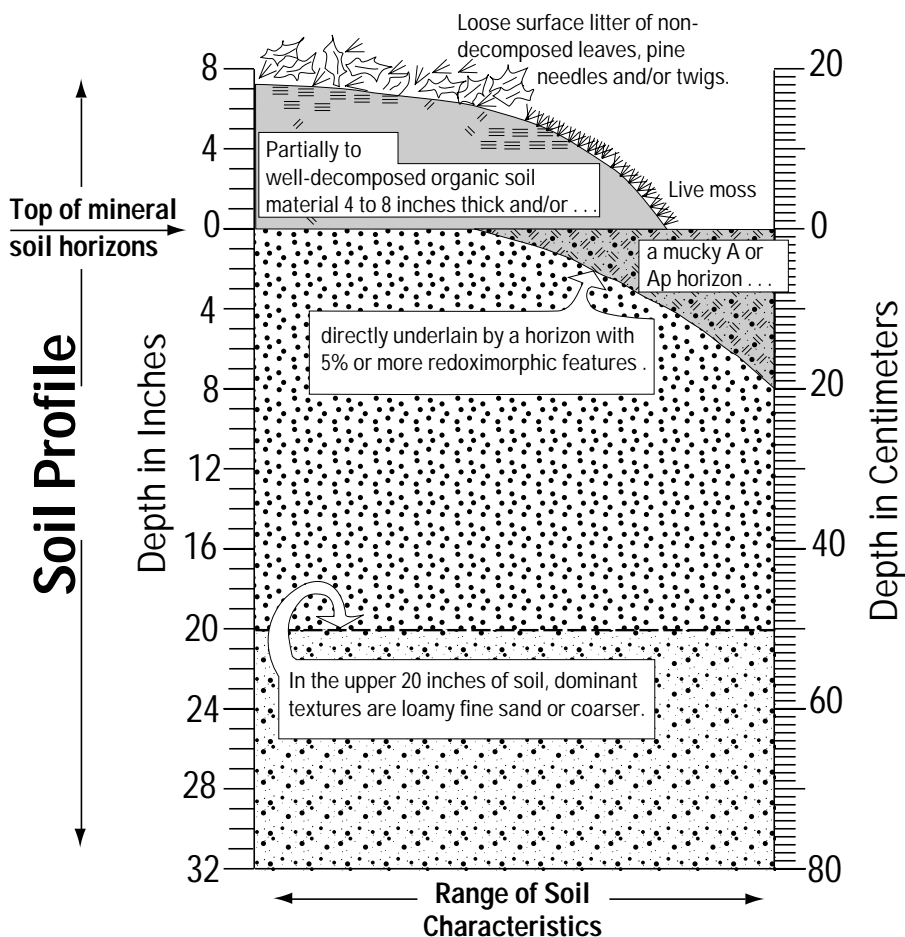 Loose surface litter of non-
decomposed leaves, pine
needles and/or twigs.
8
4
0
4
8
12
16
20
24
28
32
20
0
20
40
60
80
Partially to
well-decomposed organic soil
material 4 to 8 inches thick and/or . . .
Live moss
Top of mineral
soil horizons
a mucky A or
Ap horizon . . .
directly underlain by a horizon with
5% or more redoximorphic features .
Soil Profile
Depth in Inches
Depth in Centimeters
In the upper 20 inches of soil, dominant
textures are loamy fine sand or coarser.
Range of Soil
Characteristics